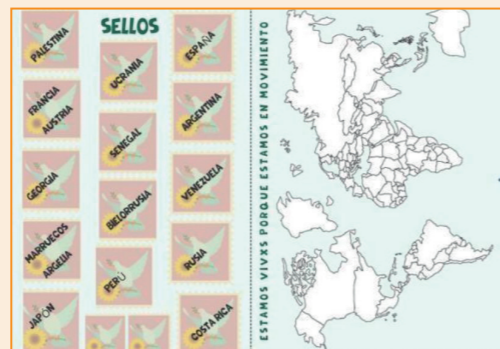 SELLOS
PALESTINA
FRANCIA
AUSTRIA
GEORGIA
MARRUECOS
ARGELIA
JAPÓN
UCRANIA
SENEGAL
BIELORRUSIA
PERÚ
ESPAÑA
ARGENTINA
VENEZUELA
RUSIA
COSTA RICA
ESTAMOS VIVXS PORQUE ESTAMOS EN MOVIMIENTO